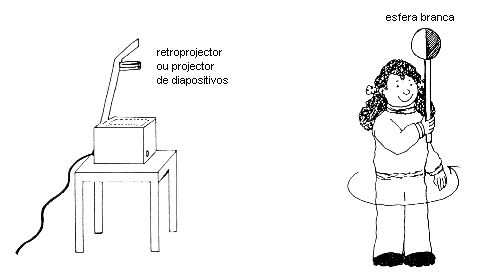 esfera branca
retroprojector
ou projector
de diapositivos